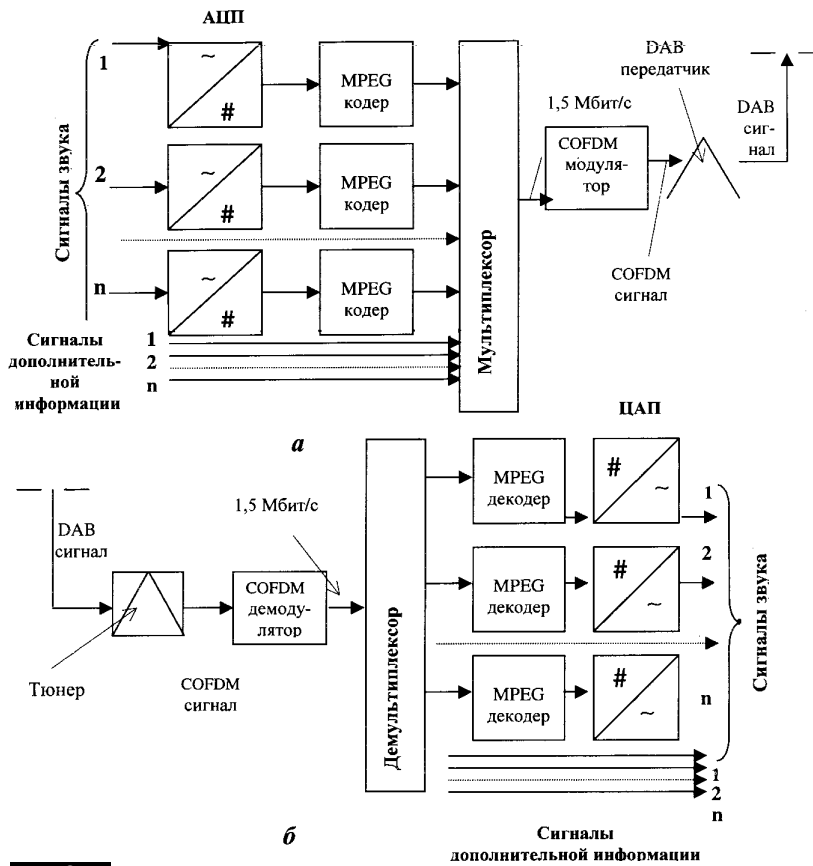 АЦП
1
~
#
MPEG
кодер
2
~
#
MPEG
кодер
n
~
#
MPEG
кодер
Сигналы звука
Сигналы
дополнитель-
ной
информации
1
2
n
Мультиплексор
1,5 Мбит/с
COFDM
модуля-
тор
DAB
передатчик
COFDM
сигнал
DAB
сиг-
нал
а
DAB
сигнал
Тюнер
COFDM
сигнал
COFDM
демоду-
лятор
1,5 Мбит/с
Демультиплексор
ЦАП
MPEG
декодер
#
~
1
MPEG
декодер
#
~
2
MPEG
декодер
#
~
n
Сигналы звука
1
2
n
Сигналы
дополнительной информации
б